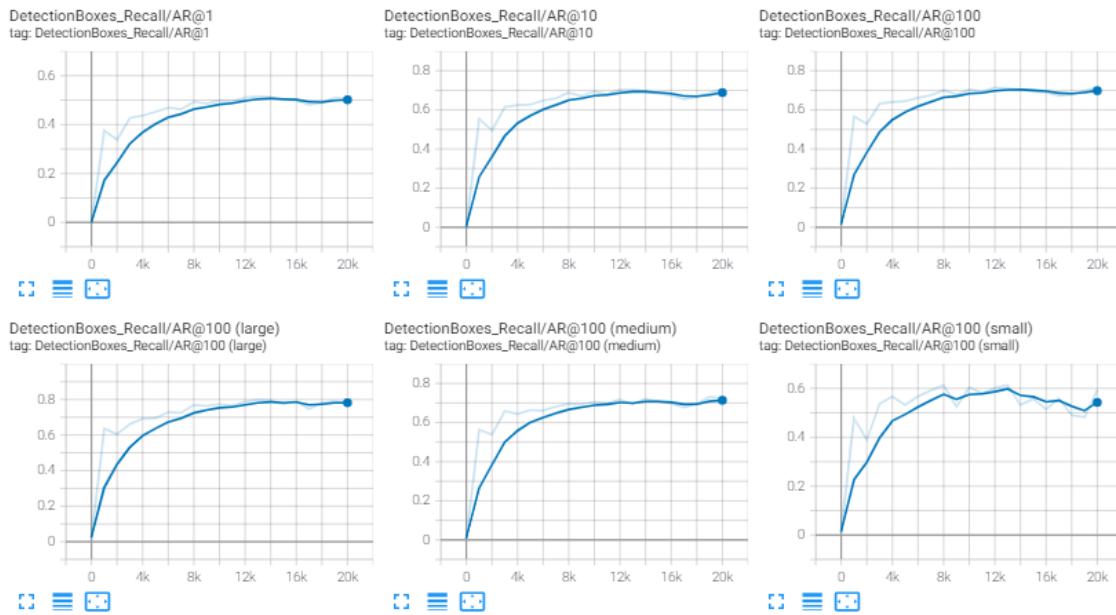 DetectionBoxes_Recall/AR@1
tag: DetectionBoxes_Recall/AR@1
0.6
0.4
0.2
0
0 4k 8k 12k 16k 20k
DetectionBoxes_Recall/AR@10
tag: DetectionBoxes_Recall/AR@10
0.8
0.6
0.4
0.2
0
0 4k 8k 12k 16k 20k
DetectionBoxes_Recall/AR@100
tag: DetectionBoxes_Recall/AR@100
0.8
0.6
0.4
0.2
0
0 4k 8k 12k 16k 20k
DetectionBoxes_Recall/AR@100 (large)
tag: DetectionBoxes_Recall/AR@100 (large)
0.8
0.6
0.4
0.2
0
0 4k 8k 12k 16k 20k
DetectionBoxes_Recall/AR@100 (medium)
tag: DetectionBoxes_Recall/AR@100 (medium)
0.8
0.6
0.4
0.2
0
0 4k 8k 12k 16k 20k
DetectionBoxes_Recall/AR@100 (small)
tag: DetectionBoxes_Recall/AR@100 (small)
0.6
0.4
0.2
0
0 4k 8k 12k 16k 20k